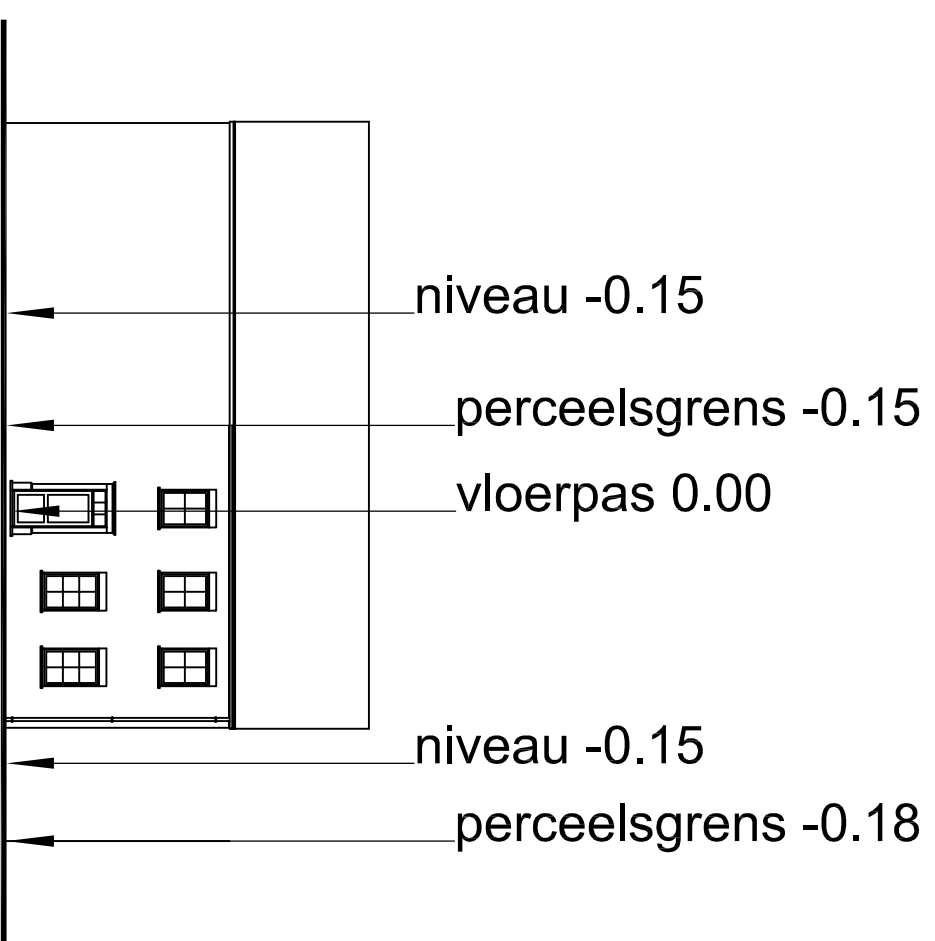 niveau -0.15
perceelsgrens -0.15
vloerpas 0.00
niveau -0.15
perceelsgrens -0.18